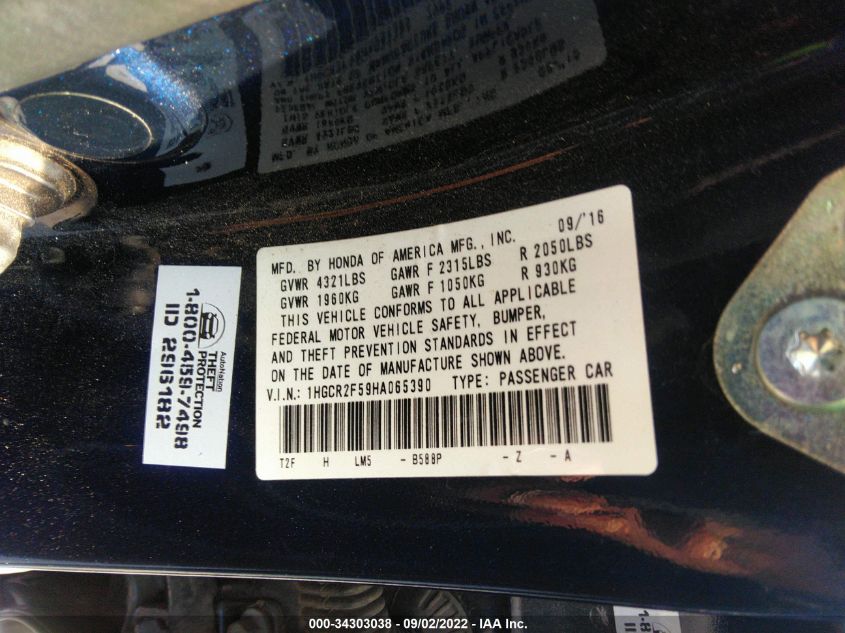 MFD. BY HONDA OF AMERICA MFG., INC. 09/'16
GVWR 4321LBS GAWR F 2315LBS R 2050LBS
GVWR 1960KG GAWR F 1050KG R 930KG
THIS VEHICLE CONFORMS TO ALL APPLICABLE
FEDERAL MOTOR VEHICLE SAFETY, BUMPER,
AND THEFT PREVENTION STANDARDS IN EFFECT
ON THE DATE OF MANUFACTURE SHOWN ABOVE.
V.I.N.: 1HGCR2F59HA065390 TYPE: PASSENGER CAR
T2F H LM5 - B588P - Z - A
AutoNation
THEFT
PROTECTION
1-800-459-7498
ID 2916182
000-34303038 - 09/02/2022 - IAA Inc.